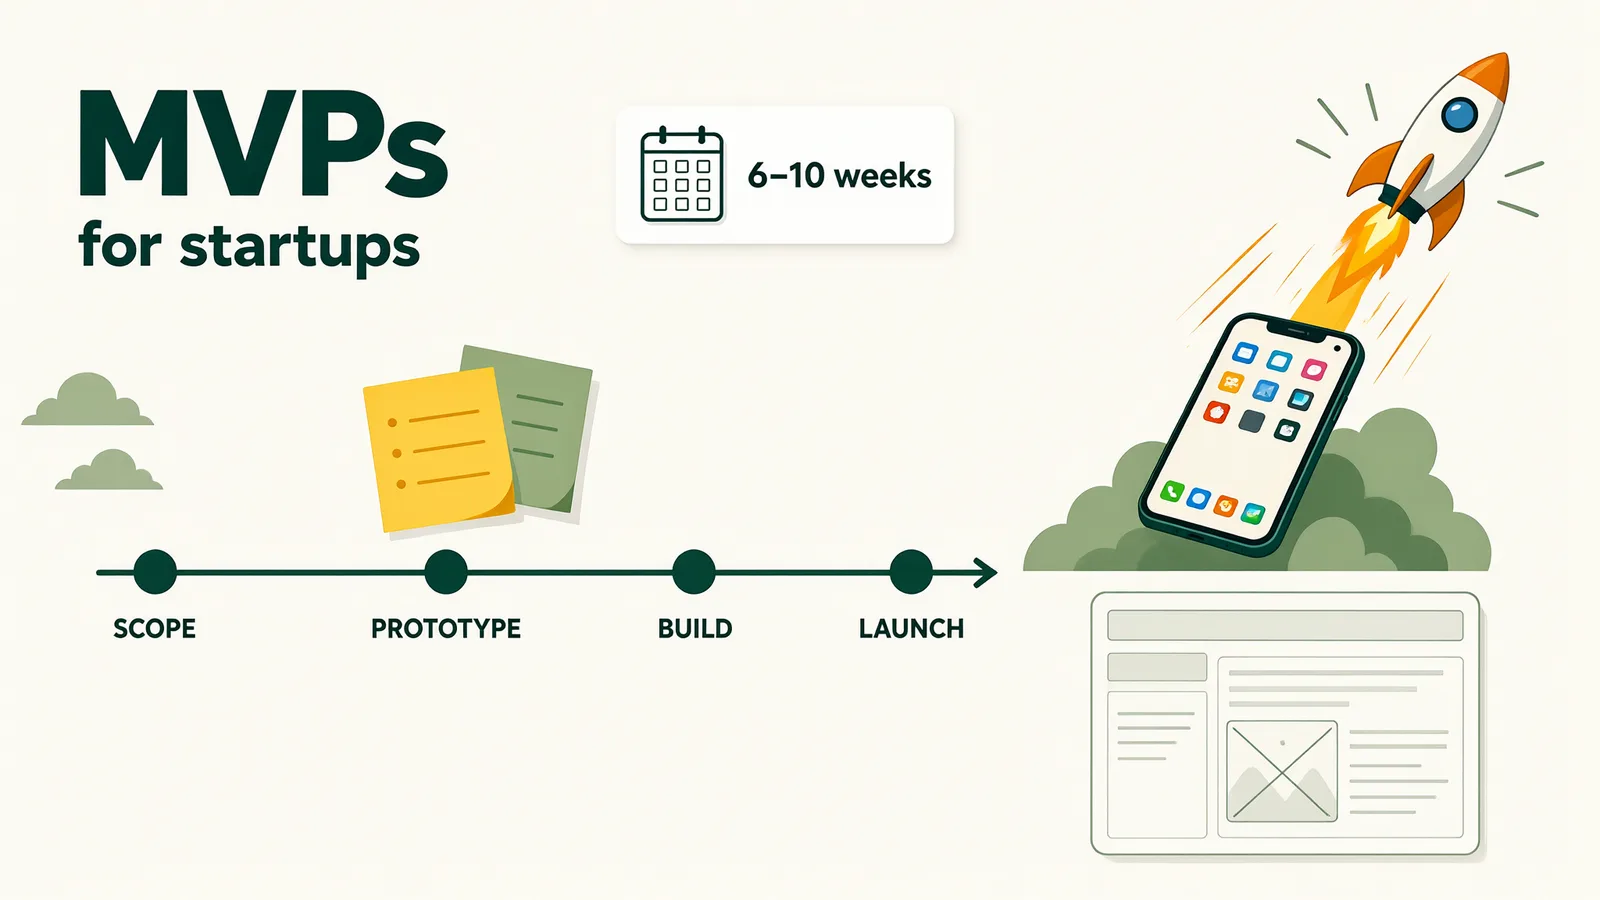 MVPs
for startups
6–10 weeks
SCOPE
PROTOTYPE
BUILD
LAUNCH